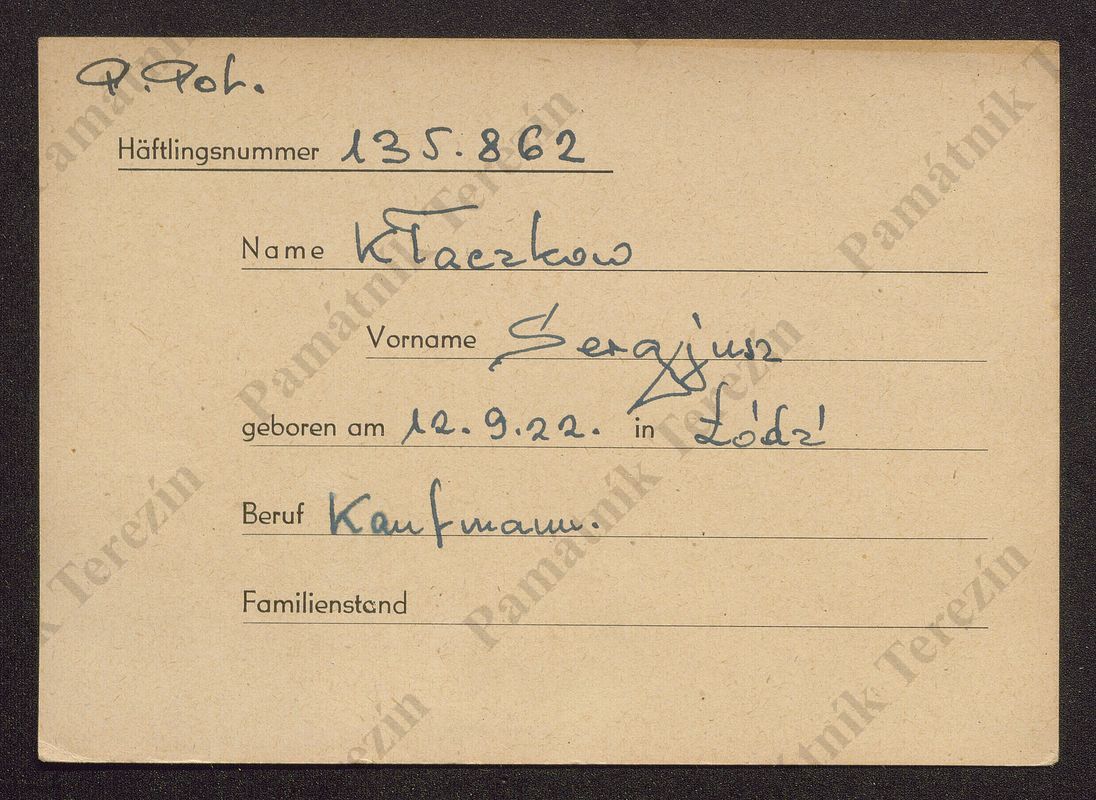 P. Pol.
Häftlingsnummer 135.862
Name Kłaczkow
Vorname Sergjusz
geboren am 12.9.22. in Łódź
Beruf Kaufmann.
Familienstand
Památník Terezín